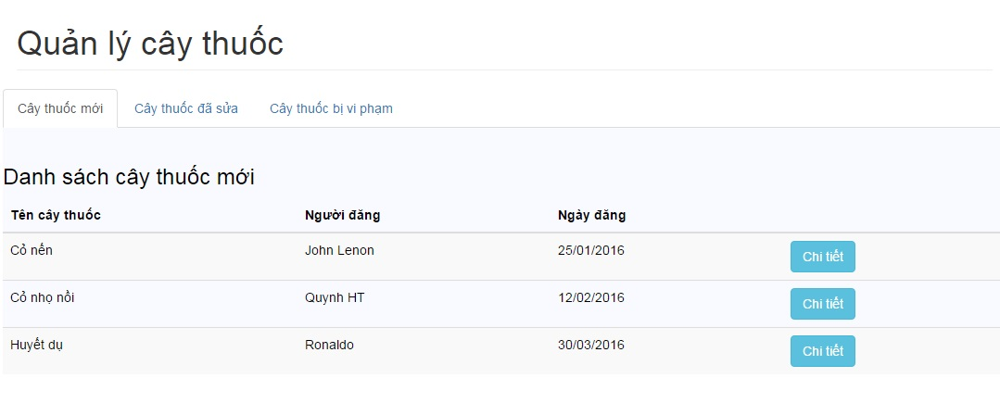 Quản lý cây thuốc
Cây thuốc mới Cây thuốc đã sửa Cây thuốc bị vi phạm
Danh sách cây thuốc mới
Tên cây thuốc Người đăng Ngày đăng
Cỏ nến John Lenon 25/01/2016 Chi tiết
Cỏ nhọ nồi Quynh HT 12/02/2016 Chi tiết
Huyết dụ Ronaldo 30/03/2016 Chi tiết